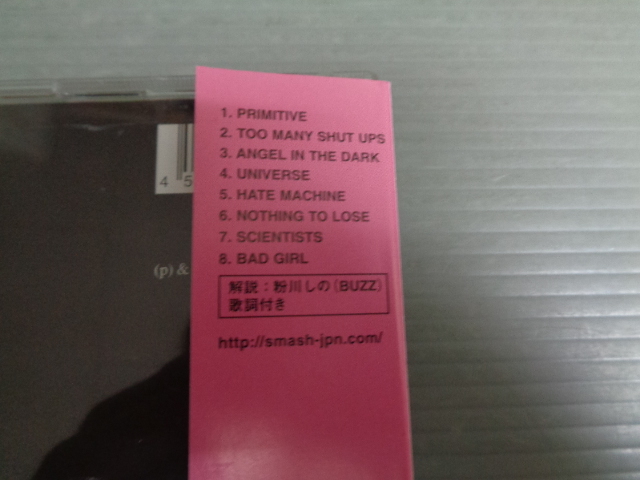 1. PRIMITIVE
2. TOO MANY SHUT UPS
3. ANGEL IN THE DARK
4. UNIVERSE
5. HATE MACHINE
6. NOTHING TO LOSE
7. SCIENTISTS
8. BAD GIRL
解説：粉川しの（BUZZ）
歌詞付き
http://smash-jpn.com/
4 5
(p) &